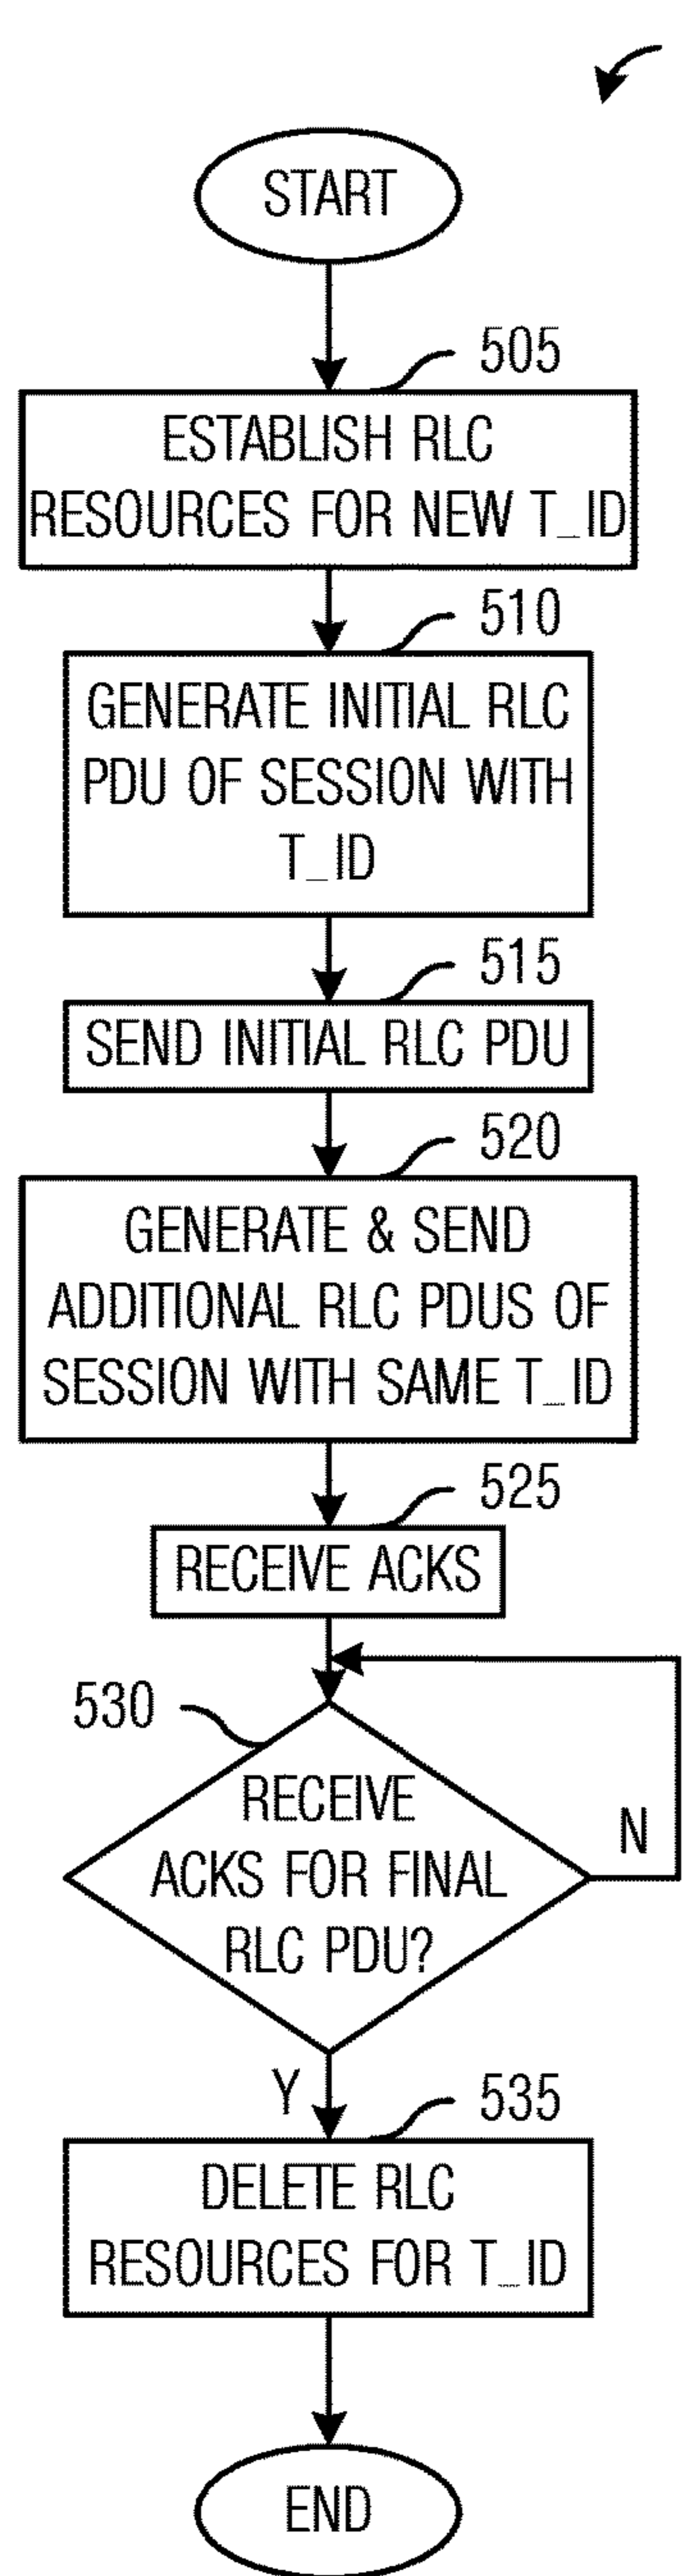 START
505
ESTABLISH RLC
RESOURCES FOR NEW T_ID
510
GENERATE INITIAL RLC
PDU OF SESSION WITH
T_ID
515
SEND INITIAL RLC PDU
520
GENERATE & SEND
ADDITIONAL RLC PDUS OF
SESSION WITH SAME T_ID
525
RECEIVE ACKS
530
RECEIVE
ACKS FOR FINAL
RLC PDU?
N
Y
535
DELETE RLC
RESOURCES FOR T_ID
END